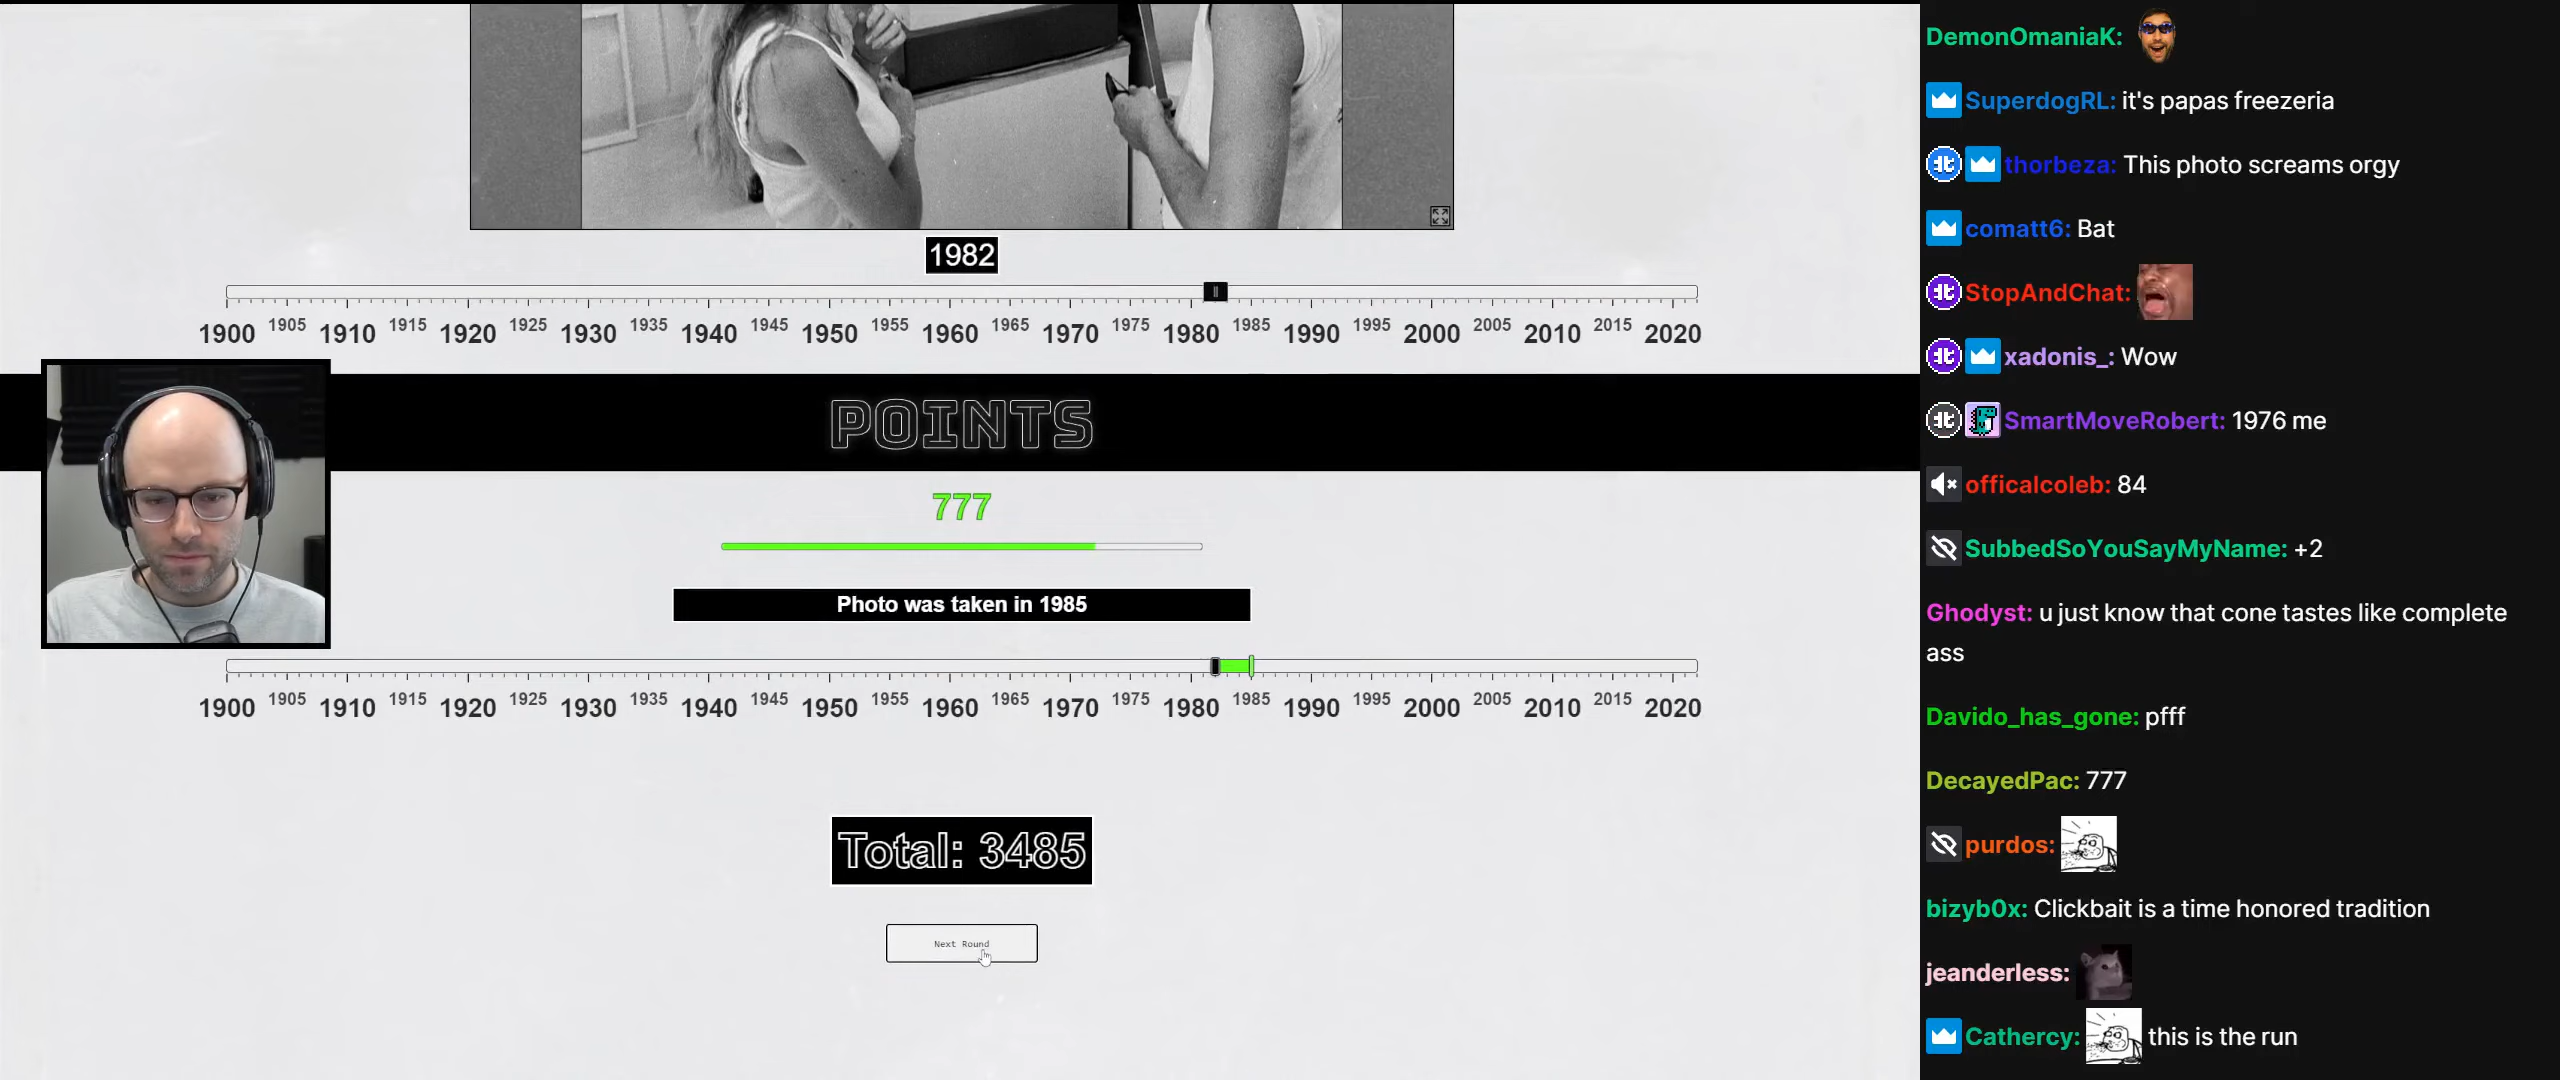 1982
1900 1905 1910 1915 1920 1925 1930 1935 1940 1945 1950 1955 1960 1965 1970 1975 1980 1985 1990 1995 2000 2005 2010 2015 2020
POINTS
777
Photo was taken in 1985
1900 1905 1910 1915 1920 1925 1930 1935 1940 1945 1950 1955 1960 1965 1970 1975 1980 1985 1990 1995 2000 2005 2010 2015 2020
Total: 3485
Next Round
DemonOmaniaK:
SuperdogRL: it's papas freezeria
thorbeza: This photo screams orgy
comatt6: Bat
StopAndChat:
xadonis_: Wow
SmartMoveRobert: 1976 me
officalcoleb: 84
SubbedSoYouSayMyName: +2
Ghodyst: u just know that cone tastes like complete
ass
Davido_has_gone: pfff
DecayedPac: 777
purdos:
bizyb0x: Clickbait is a time honored tradition
jeanderless:
Cathercy: this is the run